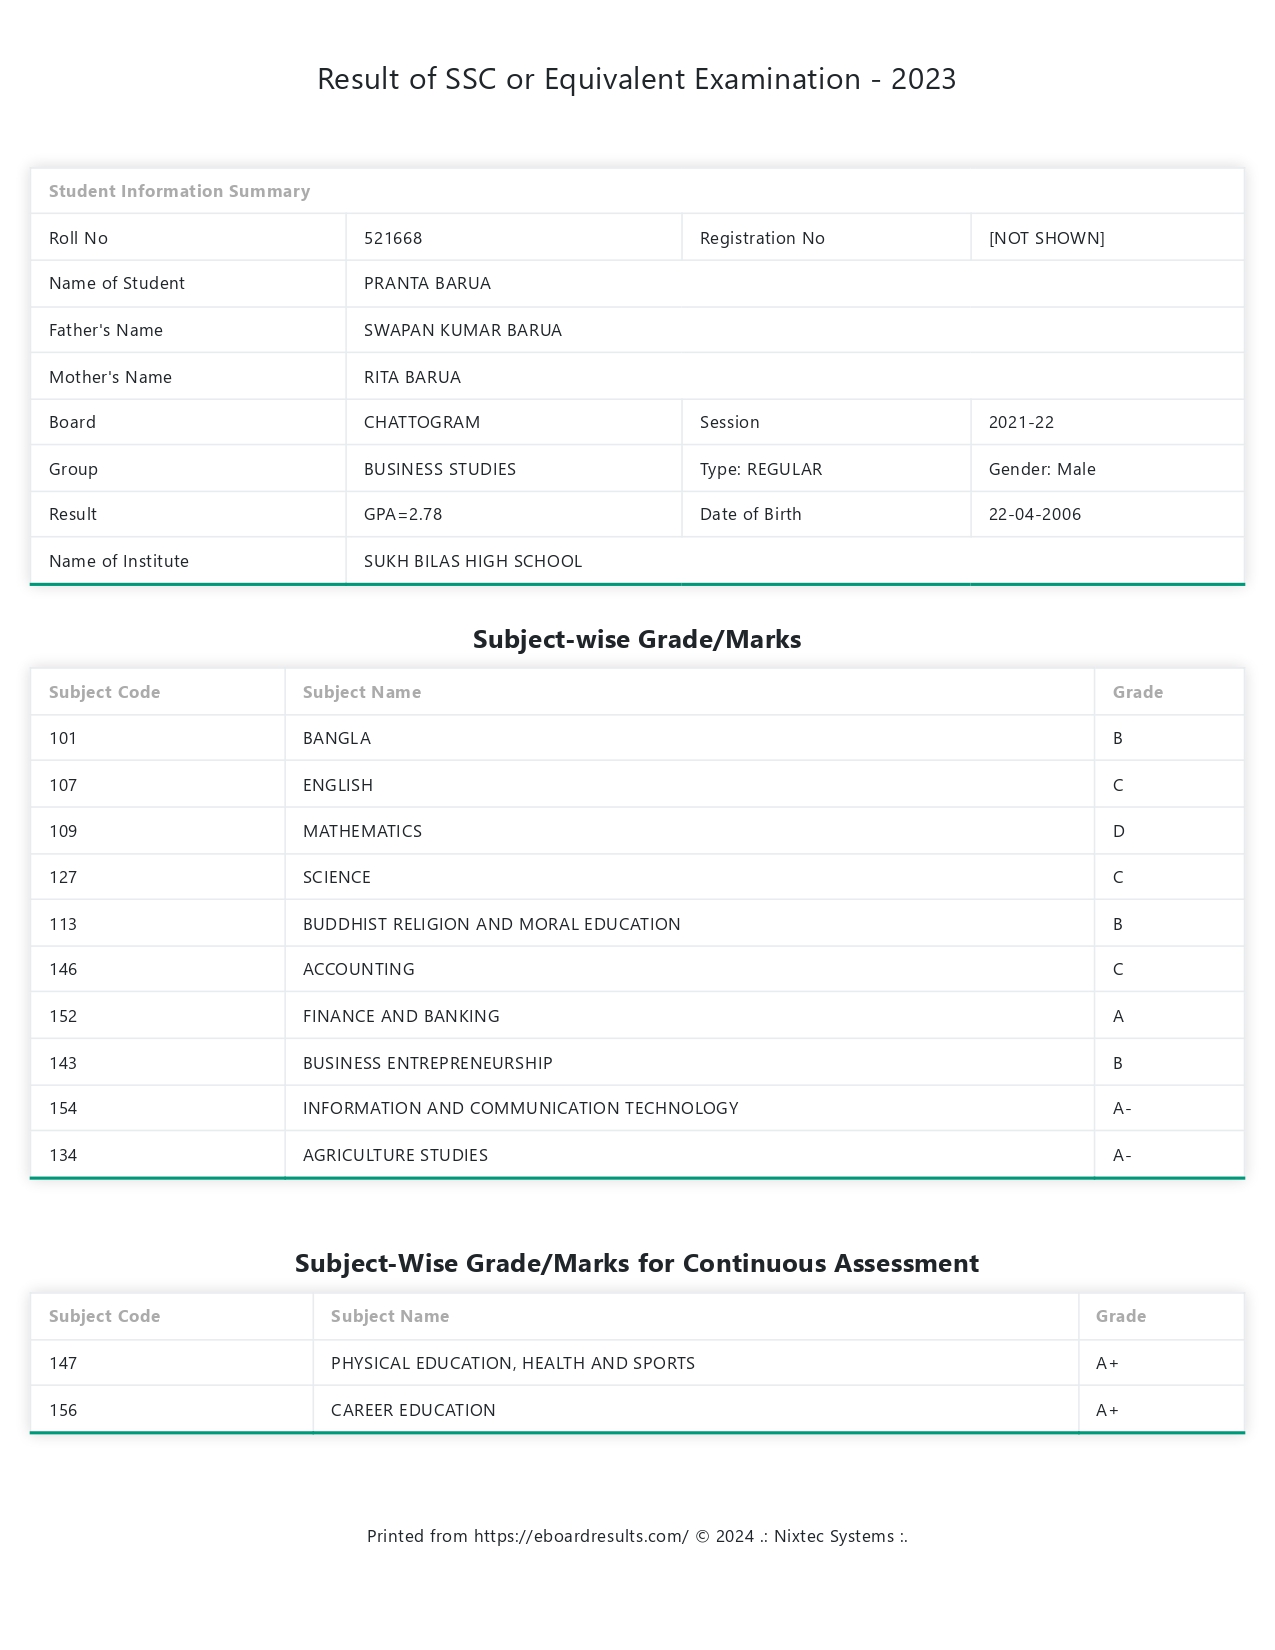 Result of SSC or Equivalent Examination - 2023
Student Information Summary
Roll No 521668 Registration No [NOT SHOWN]
Name of Student PRANTA BARUA
Father's Name SWAPAN KUMAR BARUA
Mother's Name RITA BARUA
Board CHATTOGRAM Session 2021-22
Group BUSINESS STUDIES Type: REGULAR Gender: Male
Result GPA=2.78 Date of Birth 22-04-2006
Name of Institute SUKH BILAS HIGH SCHOOL
Subject-wise Grade/Marks
Subject Code Subject Name Grade
101 BANGLA B
107 ENGLISH C
109 MATHEMATICS D
127 SCIENCE C
113 BUDDHIST RELIGION AND MORAL EDUCATION B
146 ACCOUNTING C
152 FINANCE AND BANKING A
143 BUSINESS ENTREPRENEURSHIP B
154 INFORMATION AND COMMUNICATION TECHNOLOGY A-
134 AGRICULTURE STUDIES A-
Subject-Wise Grade/Marks for Continuous Assessment
Subject Code Subject Name Grade
147 PHYSICAL EDUCATION, HEALTH AND SPORTS A+
156 CAREER EDUCATION A+
Printed from https://eboardresults.com/ © 2024 .: Nixtec Systems :.